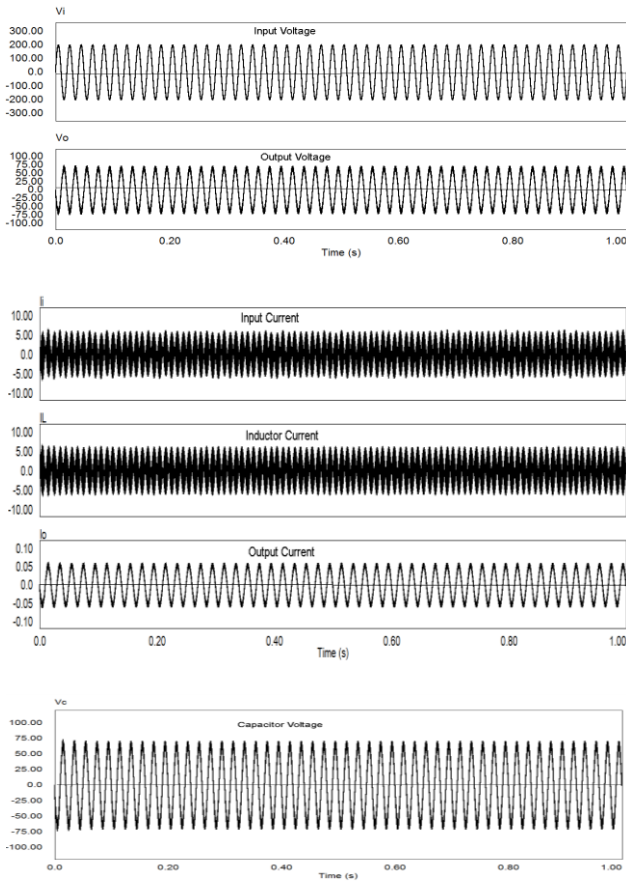 Vi
Input Voltage
300.00
200.00
100.00
0.0
-100.00
-200.00
-300.00
Vo
Output Voltage
100.00
75.00
50.00
25.00
0.0
-25.00
-50.00
-75.00
-100.00
0.0 0.20 0.40 0.60 0.80 1.00
Time (s)
Input Current
10.00
5.00
0.0
-5.00
-10.00
IL
Inductor Current
10.00
5.00
0.0
-5.00
-10.00
Io
Output Current
0.10
0.05
0.0
-0.05
-0.10
0.0 0.20 0.40 0.60 0.80 1.00
Time (s)
Vc
Capacitor Voltage
100.00
75.00
50.00
25.00
0.0
-25.00
-50.00
-75.00
-100.00
0.0 0.20 0.40 0.60 0.80 1.00
Time (s)